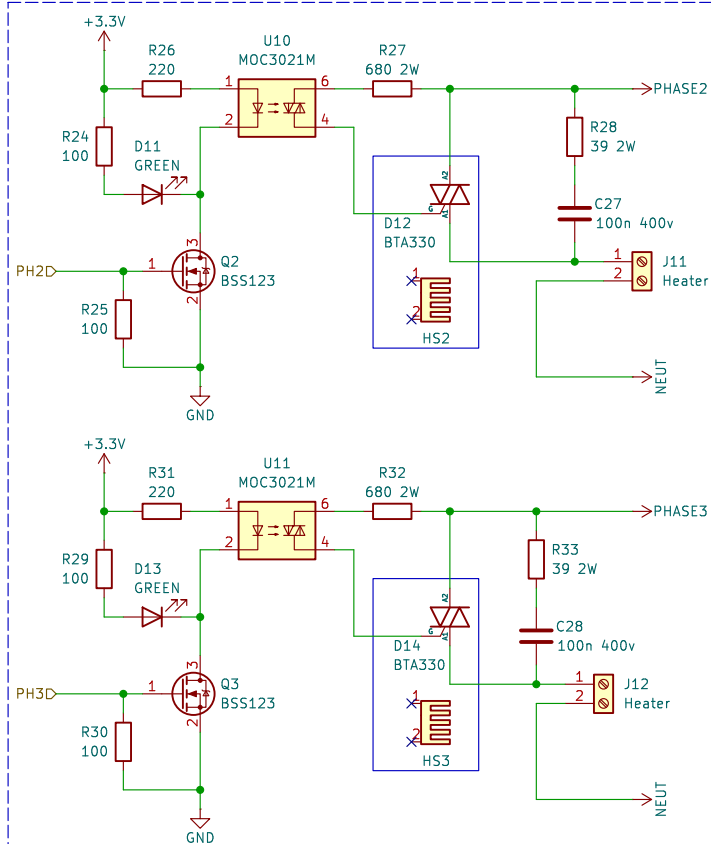 +3.3V
R26
220
U10
MOC3021M
1
6
2
4
R27
680 2W
PHASE2
R24
100
D11
GREEN
R28
39 2W
A2
G
A1
D12
BTA330
C27
100n 400v
3
Q2
BSS123
PH2
1
2
R25
100
1
2
HS2
1
2
J11
Heater
NEUT
GND
+3.3V
R31
220
U11
MOC3021M
1
6
2
4
R32
680 2W
PHASE3
R29
100
D13
GREEN
R33
39 2W
A2
G
A1
D14
BTA330
C28
100n 400v
3
Q3
BSS123
PH3
1
2
R30
100
1
2
HS3
1
2
J12
Heater
NEUT
GND